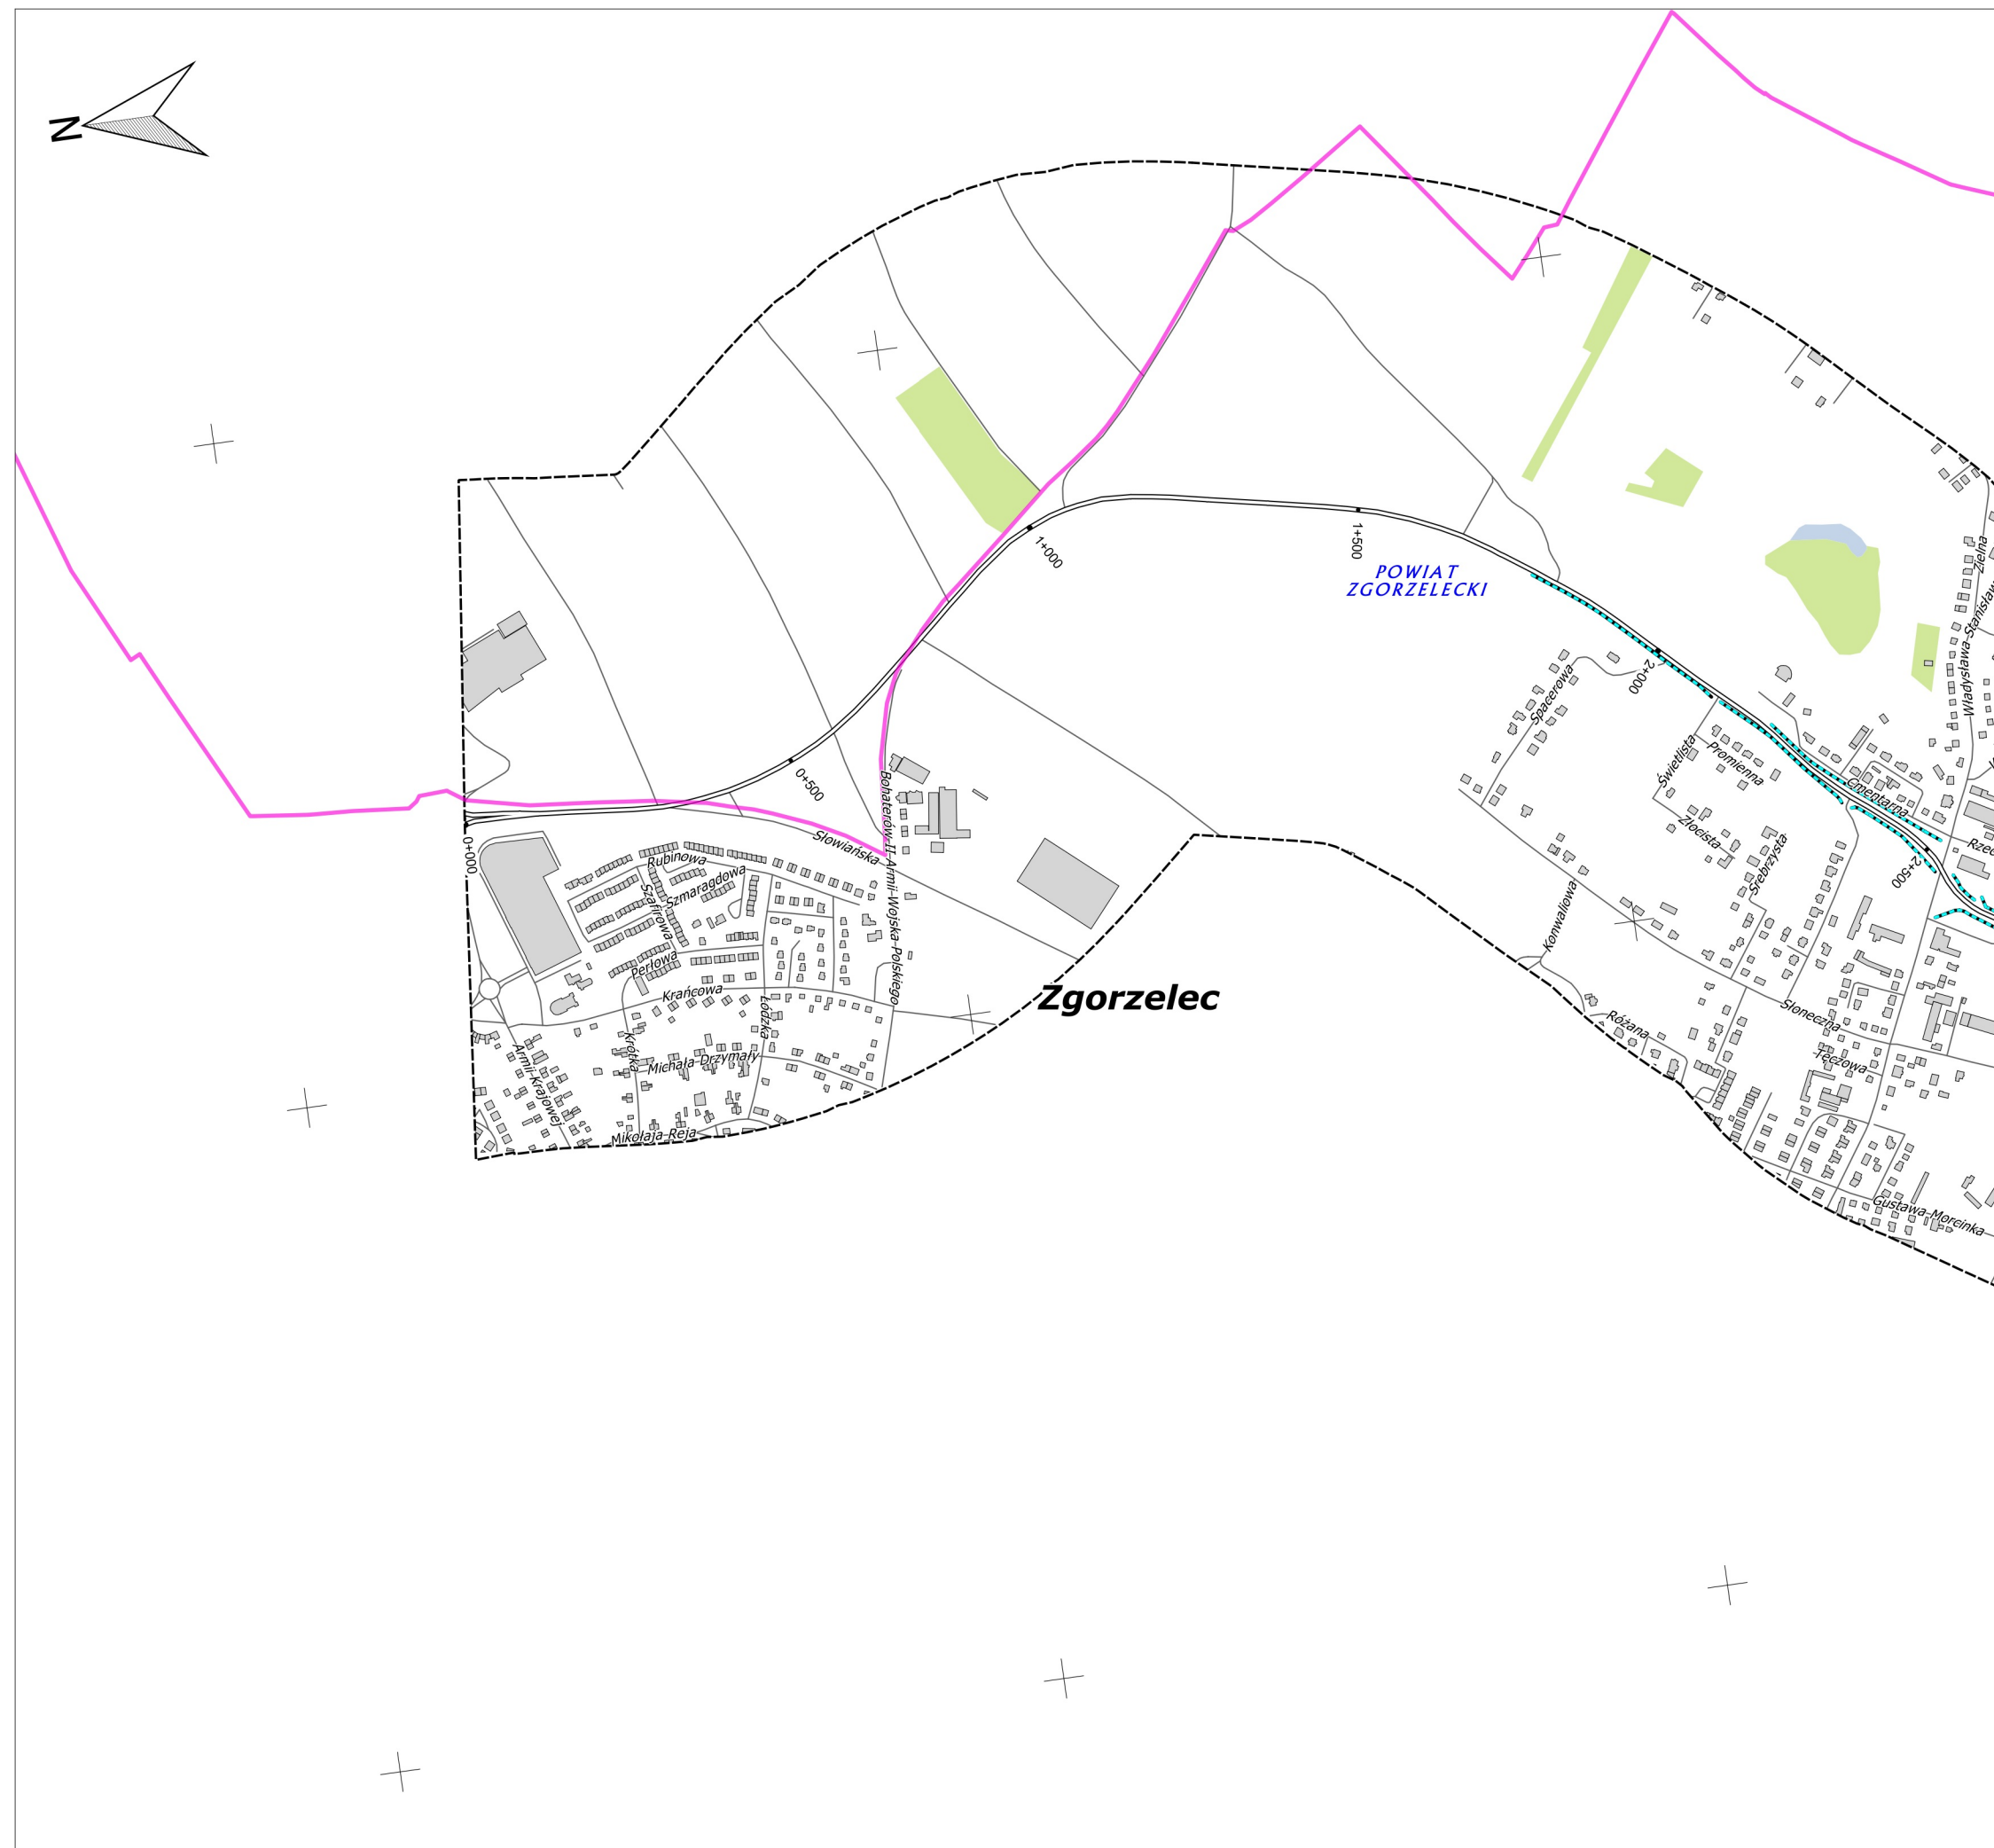 N
1+000
1+500
POWIAT
ZGORZELECKI
Zielna
Władysława Stanisław
2+000
Spacerowa
Świetlista
Promienna
Cmentarna
0+500
Bohaterów II Armii Wojska Polskiego
Słowiańska
0+000
Rubinowa
Szmaragdowa
Szafirowa
Perłowa
Krańcowa
Łódzka
Złocista
Srebrzysta
2+500
Konwaliowa
Zgorzelec
Armii Krajowej
Krótka
Michała Drzymały
Mikołaja Reja
Różana
Słoneczna
Tęczowa
Gustawa Morcinka